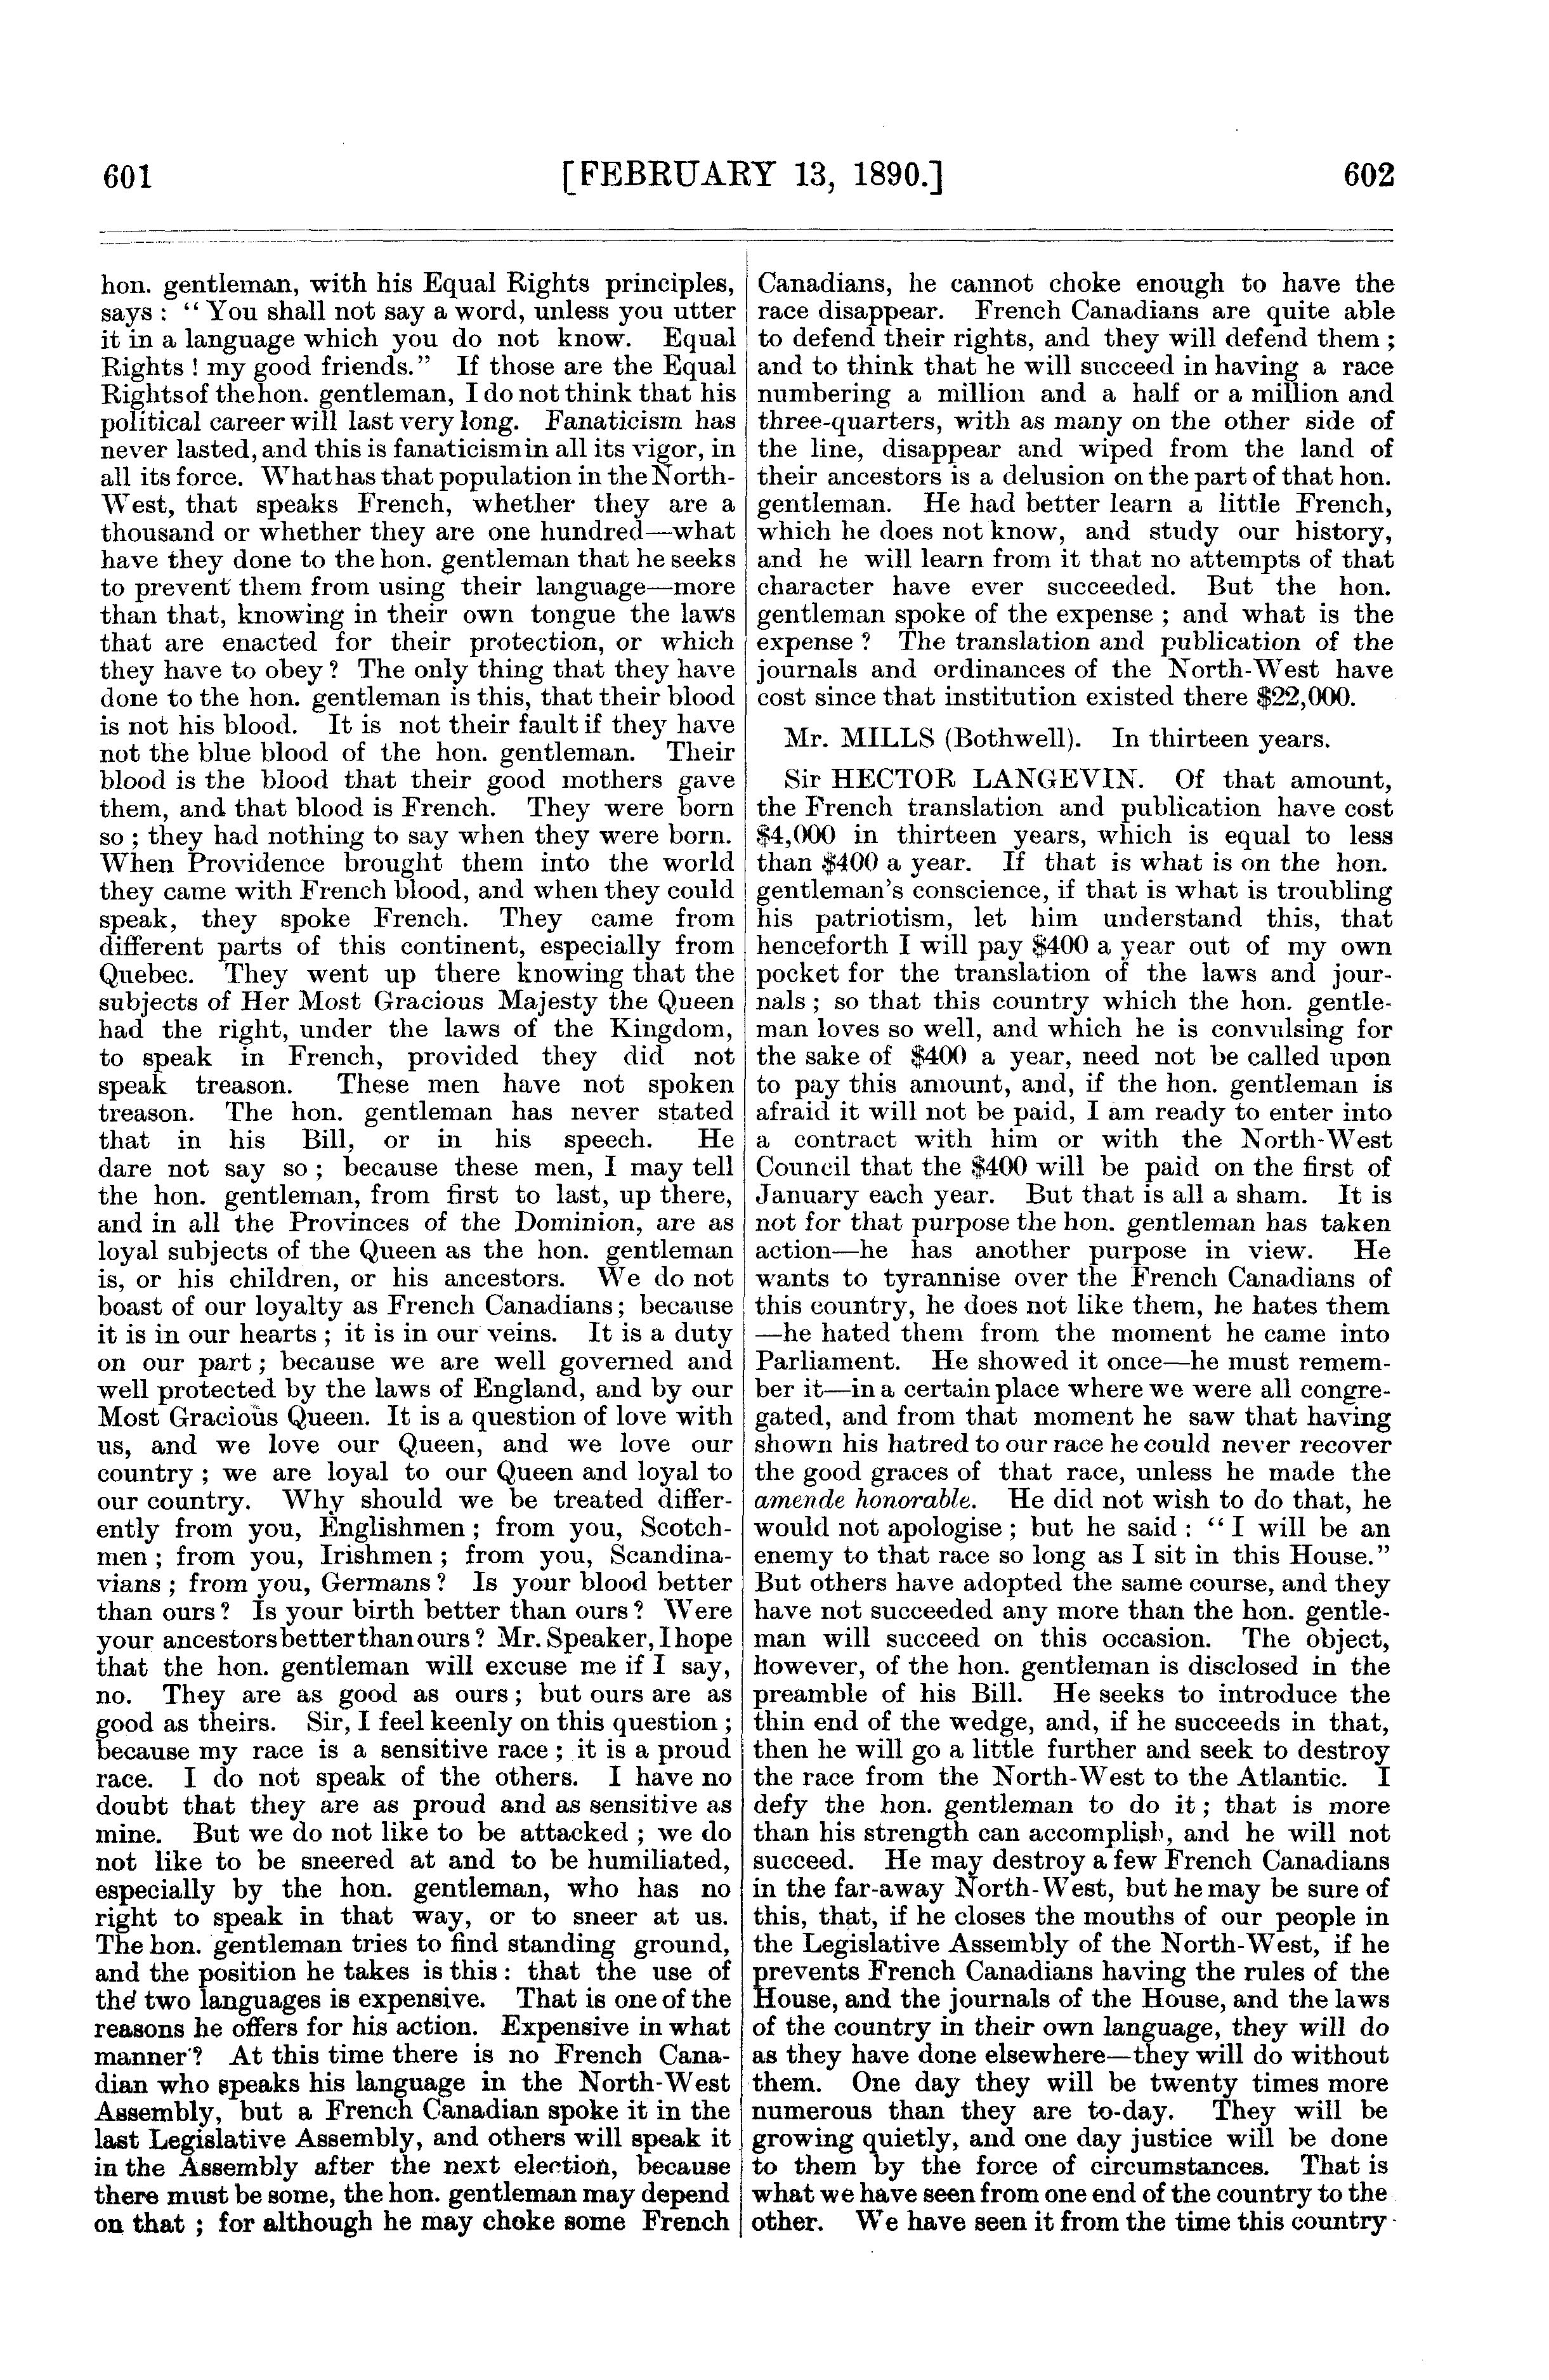 601
[FEBRUARY 13, 1890.]
602
hon. gentleman, with his Equal Rights principles,
says : " You shall not say a word, unless you utter
it in a language which you do not know. Equal
Rights ! my good friends." If those are the Equal
Rights of the hon. gentleman, I do not think that his
political career will last very long. Fanaticism has
never lasted, and this is fanaticism in all its vigor, in
all its force. What has that population in the North-
West, that speaks French, whether they are a
thousand or whether they are one hundred—what
have they done to the hon. gentleman that he seeks
to prevent them from using their language—more
than that, knowing in their own tongue the laws
that are enacted for their protection, or which
they have to obey ? The only thing that they have
done to the hon. gentleman is this, that their blood
is not his blood. It is not their fault if they have
not the blue blood of the hon. gentleman. Their
blood is the blood that their good mothers gave
them, and that blood is French. They were born
so ; they had nothing to say when they were born.
When Providence brought them into the world
they came with French blood, and when they could
speak, they spoke French. They came from
different parts of this continent, especially from
Quebec. They went up there knowing that the
subjects of Her Most Gracious Majesty the Queen
had the right, under the laws of the Kingdom,
to speak in French, provided they did not
speak treason. These men have not spoken
treason. The hon. gentleman has never stated
that in his Bill, or in his speech. He
dare not say so ; because these men, I may tell
the hon. gentleman, from first to last, up there,
and in all the Provinces of the Dominion, are as
loyal subjects of the Queen as the hon. gentleman
is, or his children, or his ancestors. We do not
boast of our loyalty as French Canadians ; because
it is in our hearts ; it is in our veins. It is a duty
on our part ; because we are well governed and
well protected by the laws of England, and by our
Most Gracious Queen. It is a question of love with
us, and we love our Queen, and we love our
country ; we are loyal to our Queen and loyal to
our country. Why should we be treated differ-
ently from you, Englishmen ; from you, Scotch-
men ; from you, Irishmen ; from you, Scandina-
vians ; from you, Germans ? Is your blood better
than ours ? Is your birth better than ours ? Were
your ancestors better than ours ? Mr. Speaker, I hope
that the hon. gentleman will excuse me if I say,
no. They are as good as ours ; but ours are as
good as theirs. Sir, I feel keenly on this question ;
because my race is a sensitive race ; it is a proud
race. I do not speak of the others. I have no
doubt that they are as proud and as sensitive as
mine. But we do not like to be attacked ; we do
not like to be sneered at and to be humiliated,
especially by the hon. gentleman, who has no
right to speak in that way, or to sneer at us.
The hon. gentleman tries to find standing ground,
and the position he takes is this : that the use of
the two languages is expensive. That is one of the
reasons he offers for his action. Expensive in what
manner ? At this time there is no French Cana-
dian who speaks his language in the North-West
Assembly, but a French Canadian spoke it in the
last Legislative Assembly, and others will speak it
in the Assembly after the next election, because
there must be some, the hon. gentleman may depend
on that ; for although he may choke some French
Canadians, he cannot choke enough to have the
race disappear. French Canadians are quite able
to defend their rights, and they will defend them ;
and to think that he will succeed in having a race
numbering a million and a half or a million and
three-quarters, with as many on the other side of
the line, disappear and wiped from the land of
their ancestors is a delusion on the part of that hon.
gentleman. He had better learn a little French,
which he does not know, and study our history,
and he will learn from it that no attempts of that
character have ever succeeded. But the hon.
gentleman spoke of the expense ; and what is the
expense ? The translation and publication of the
journals and ordinances of the North-West have
cost since that institution existed there $22,000.
Mr. MILLS (Bothwell). In thirteen years.
Sir HECTOR LANGEVIN. Of that amount,
the French translation and publication have cost
$4,000 in thirteen years, which is equal to less
than $400 a year. If that is what is on the hon.
gentleman's conscience, if that is what is troubling
his patriotism, let him understand this, that
henceforth I will pay $400 a year out of my own
pocket for the translation of the laws and jour-
nals ; so that this country which the hon. gentle-
man loves so well, and which he is convulsing for
the sake of $400 a year, need not be called upon
to pay this amount, and, if the hon. gentleman is
afraid it will not be paid, I am ready to enter into
a contract with him or with the North-West
Council that the $400 will be paid on the first of
January each year. But that is all a sham. It is
not for that purpose the hon. gentleman has taken
action—he has another purpose in view. He
wants to tyrannise over the French Canadians of
this country, he does not like them, he hates them
—he hated them from the moment he came into
Parliament. He showed it once—he must remem-
ber it—in a certain place where we were all congre-
gated, and from that moment he saw that having
shown his hatred to our race he could never recover
the good graces of that race, unless he made the
amende honorable. He did not wish to do that, he
would not apologise ; but he said : " I will be an
enemy to that race so long as I sit in this House."
But others have adopted the same course, and they
have not succeeded any more than the hon. gentle-
man will succeed on this occasion. The object,
however, of the hon. gentleman is disclosed in the
preamble of his Bill. He seeks to introduce the
thin end of the wedge, and, if he succeeds in that,
then he will go a little further and seek to destroy
the race from the North-West to the Atlantic. I
defy the hon. gentleman to do it ; that is more
than his strength can accomplish, and he will not
succeed. He may destroy a few French Canadians
in the far-away North-West, but he may be sure of
this, that, if he closes the mouths of our people in
the Legislative Assembly of the North-West, if he
prevents French Canadians having the rules of the
House, and the journals of the House, and the laws
of the country in their own language, they will do
as they have done elsewhere—they will do without
them. One day they will be twenty times more
numerous than they are to-day. They will be
growing quietly, and one day justice will be done
to them by the force of circumstances. That is
what we have seen from one end of the country to the
other. We have seen it from the time this country